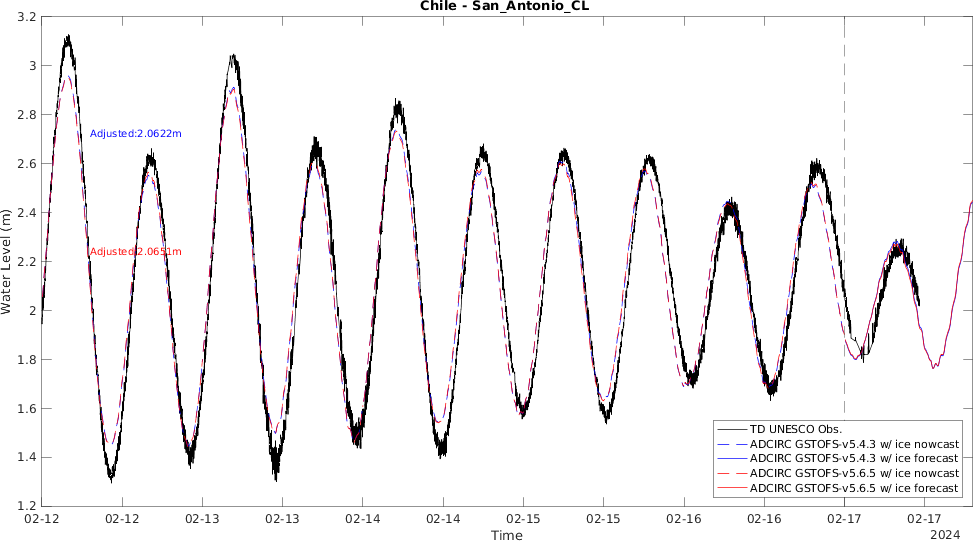 Chile - San_Antonio_CL
3.2
3
2.8
2.6
2.4
2.2
2
1.8
1.6
1.4
1.2
Water Level (m)
Adjusted:2.0622m
Adjusted:2.0651m
TD UNESCO Obs.
ADCIRC GSTOFS-v5.4.3 w/ ice nowcast
ADCIRC GSTOFS-v5.4.3 w/ ice forecast
ADCIRC GSTOFS-v5.6.5 w/ ice nowcast
ADCIRC GSTOFS-v5.6.5 w/ ice forecast
02-12 02-12 02-13 02-13 02-14 02-14 02-15 02-15 02-16 02-16 02-17 02-17
Time
2024